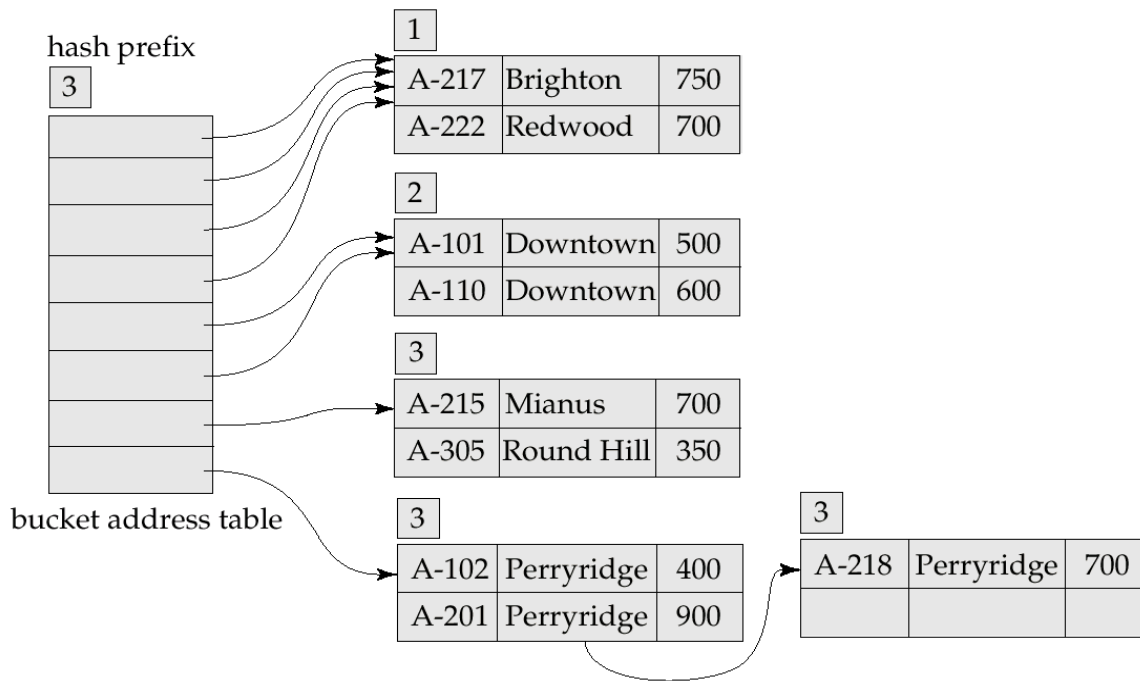 hash prefix
3
bucket address table
1
A-217 Brighton 750
A-222 Redwood 700
2
A-101 Downtown 500
A-110 Downtown 600
3
A-215 Mianus 700
A-305 Round Hill 350
3
A-102 Perryridge 400
A-201 Perryridge 900
3
A-218 Perryridge 700